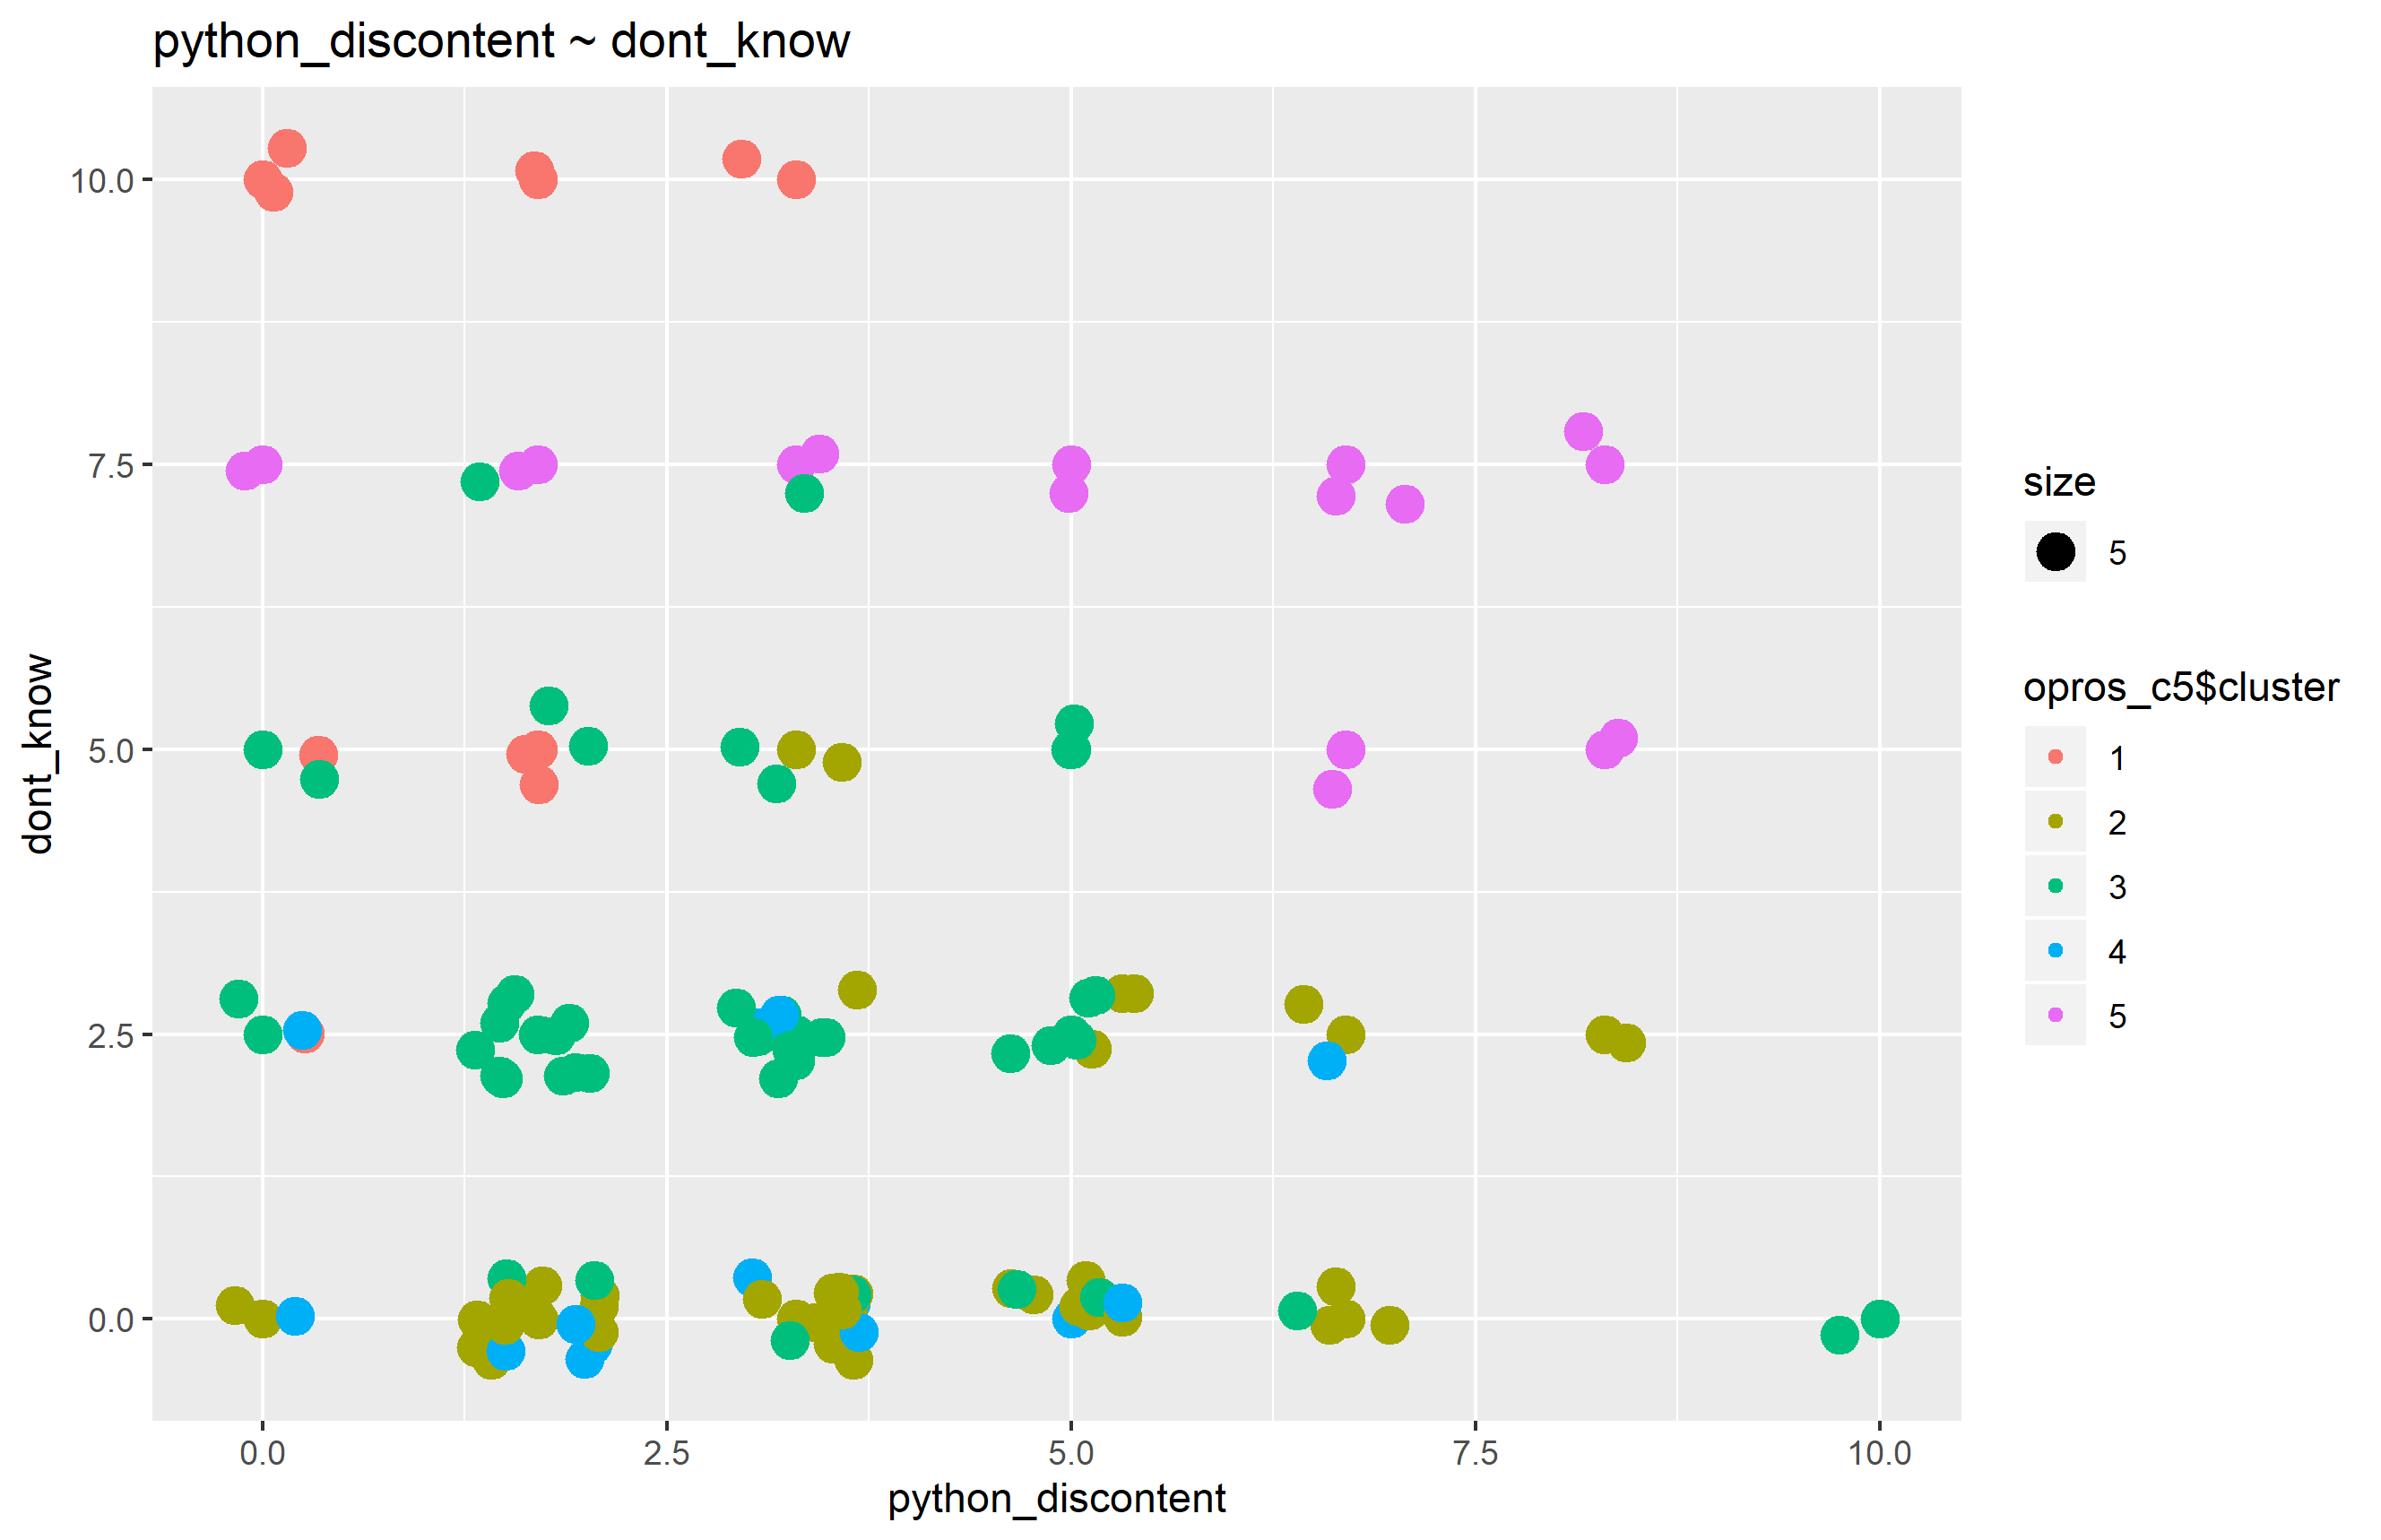 python_discontent ~ dont_know
dont_know
10.0
7.5
5.0
2.5
0.0
0.0 2.5 5.0 7.5 10.0
python_discontent
size
5
opros_c5$cluster
1
2
3
4
5